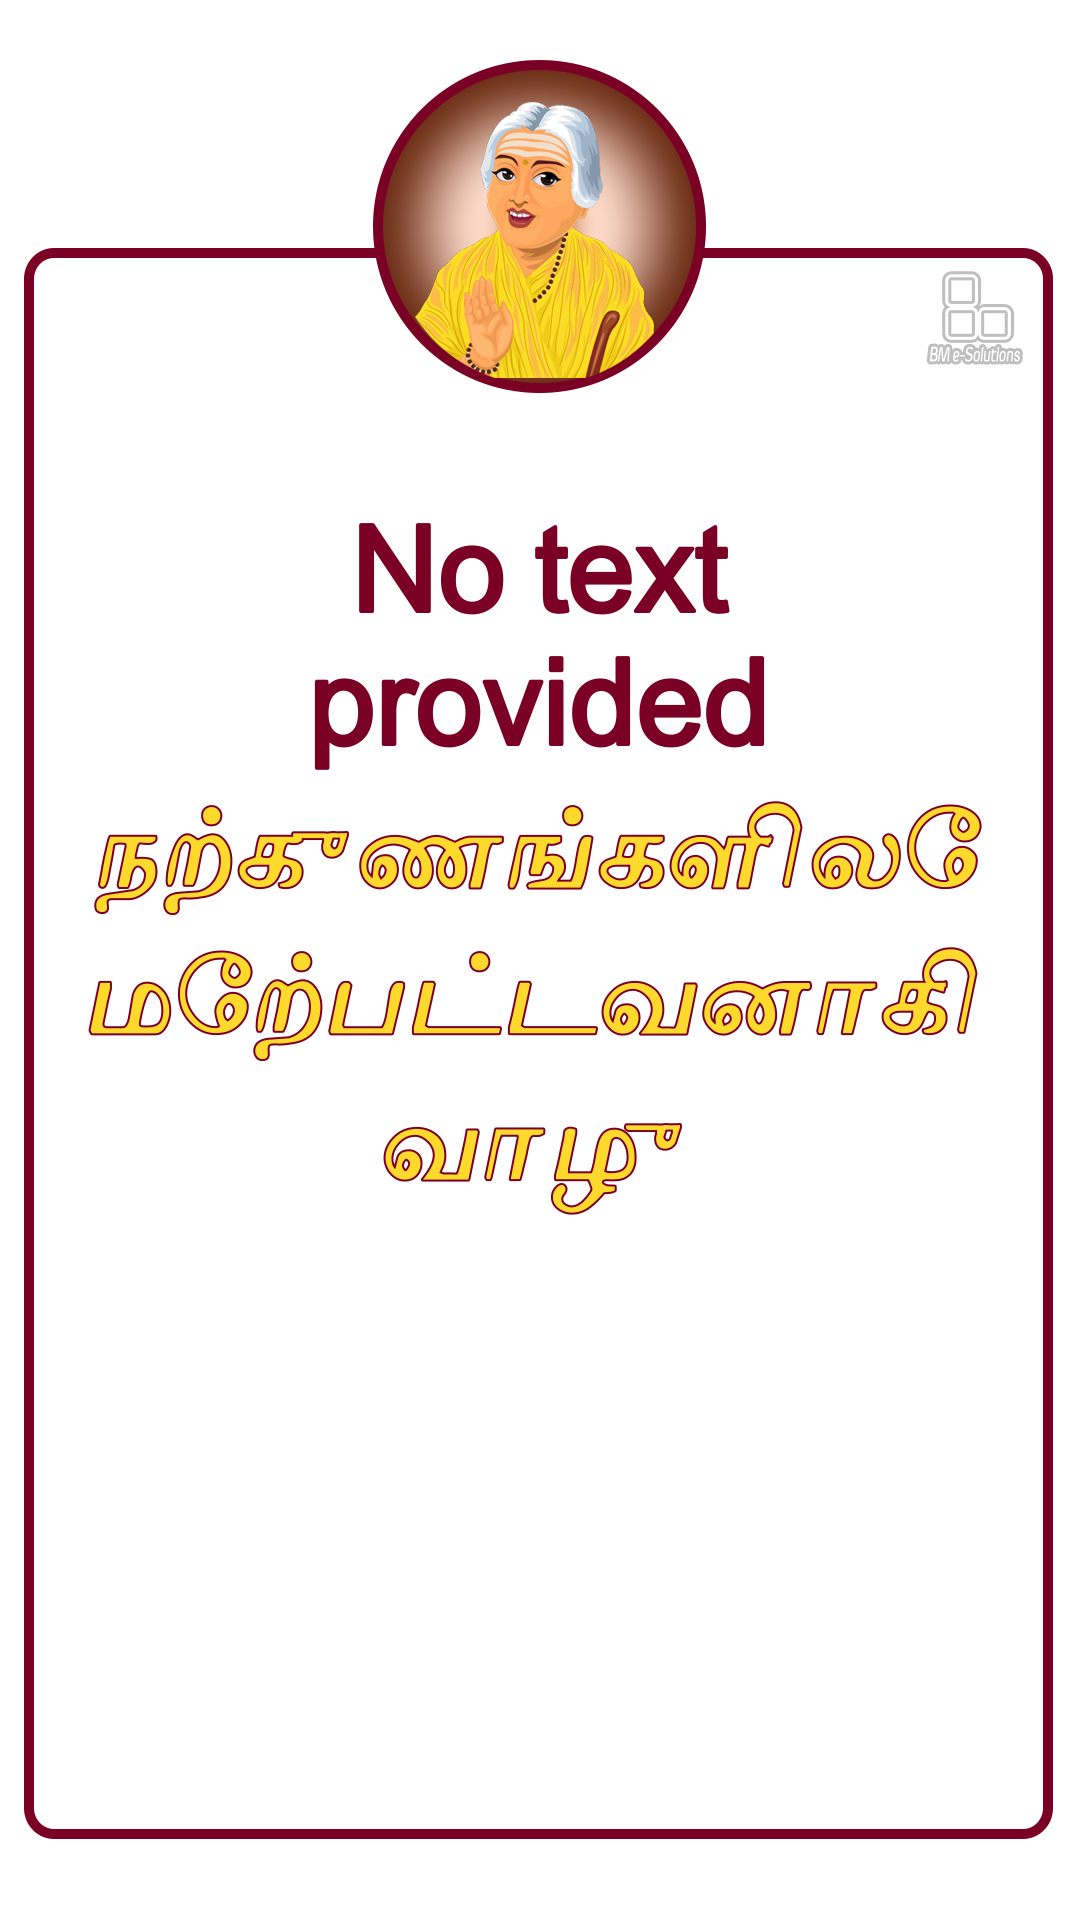 BM e-Solutions
No text
provided
நற்குணங்களிலே
மேற்பட்டவனாகி
வாழு